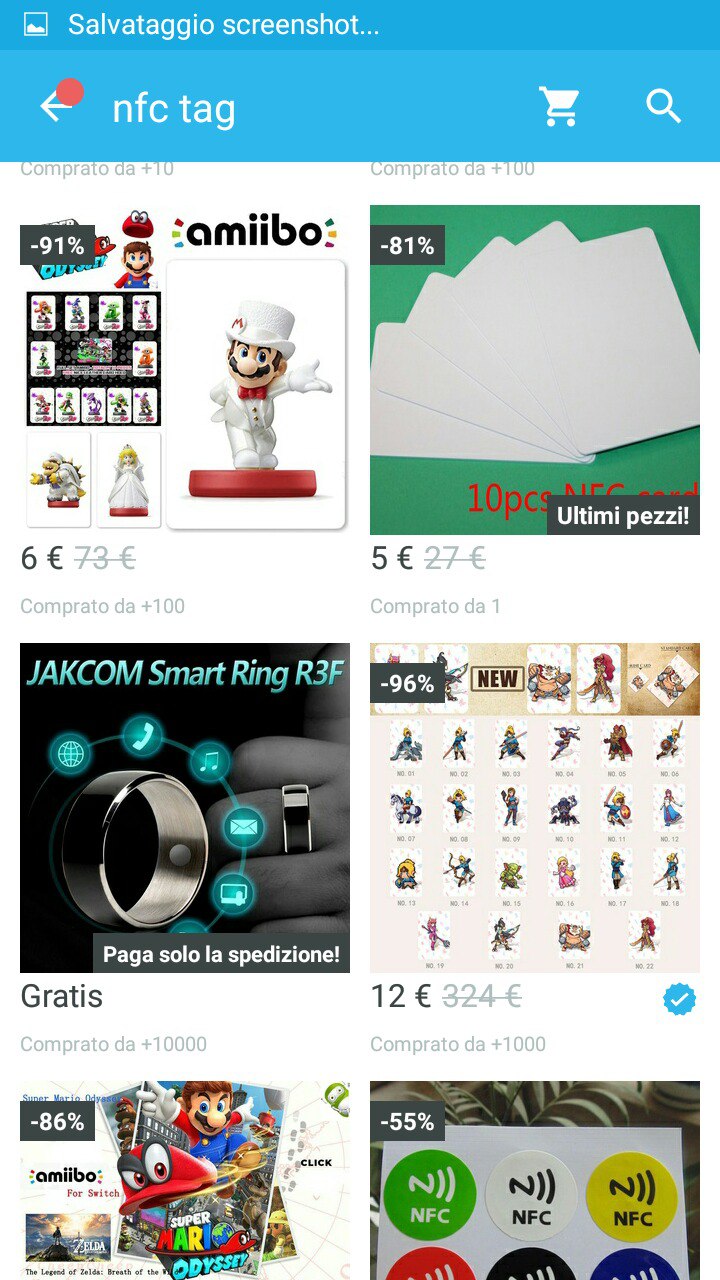 Salvataggio screenshot...
nfc tag
Comprato da +10
Comprato da +100
-91%
ODYSSEY
amiibo
6 € 73 €
Comprato da +100
-81%
10pcs NFC card
Ultimi pezzi!
5 € 27 €
Comprato da 1
JAKCOM Smart Ring R3F
Paga solo la spedizione!
Gratis
Comprato da +10000
-96%
NEW
NO. 01 NO. 02 NO. 03 NO. 04 NO. 05 NO. 06
NO. 07 NO. 08 NO. 09 NO. 10 NO. 11 NO. 12
NO. 13 NO. 14 NO. 15 NO. 16 NO. 17 NO. 18
NO. 19 NO. 20 NO. 21 NO. 22
12 € 324 €
Comprato da +1000
Super Mario Odyssey
-86%
amiibo
For Switch
CLICK
SUPER
MARIO
ODYSSEY
ZELDA
The Legend of Zelda: Breath of the Wild
-55%
NFC NFC NFC